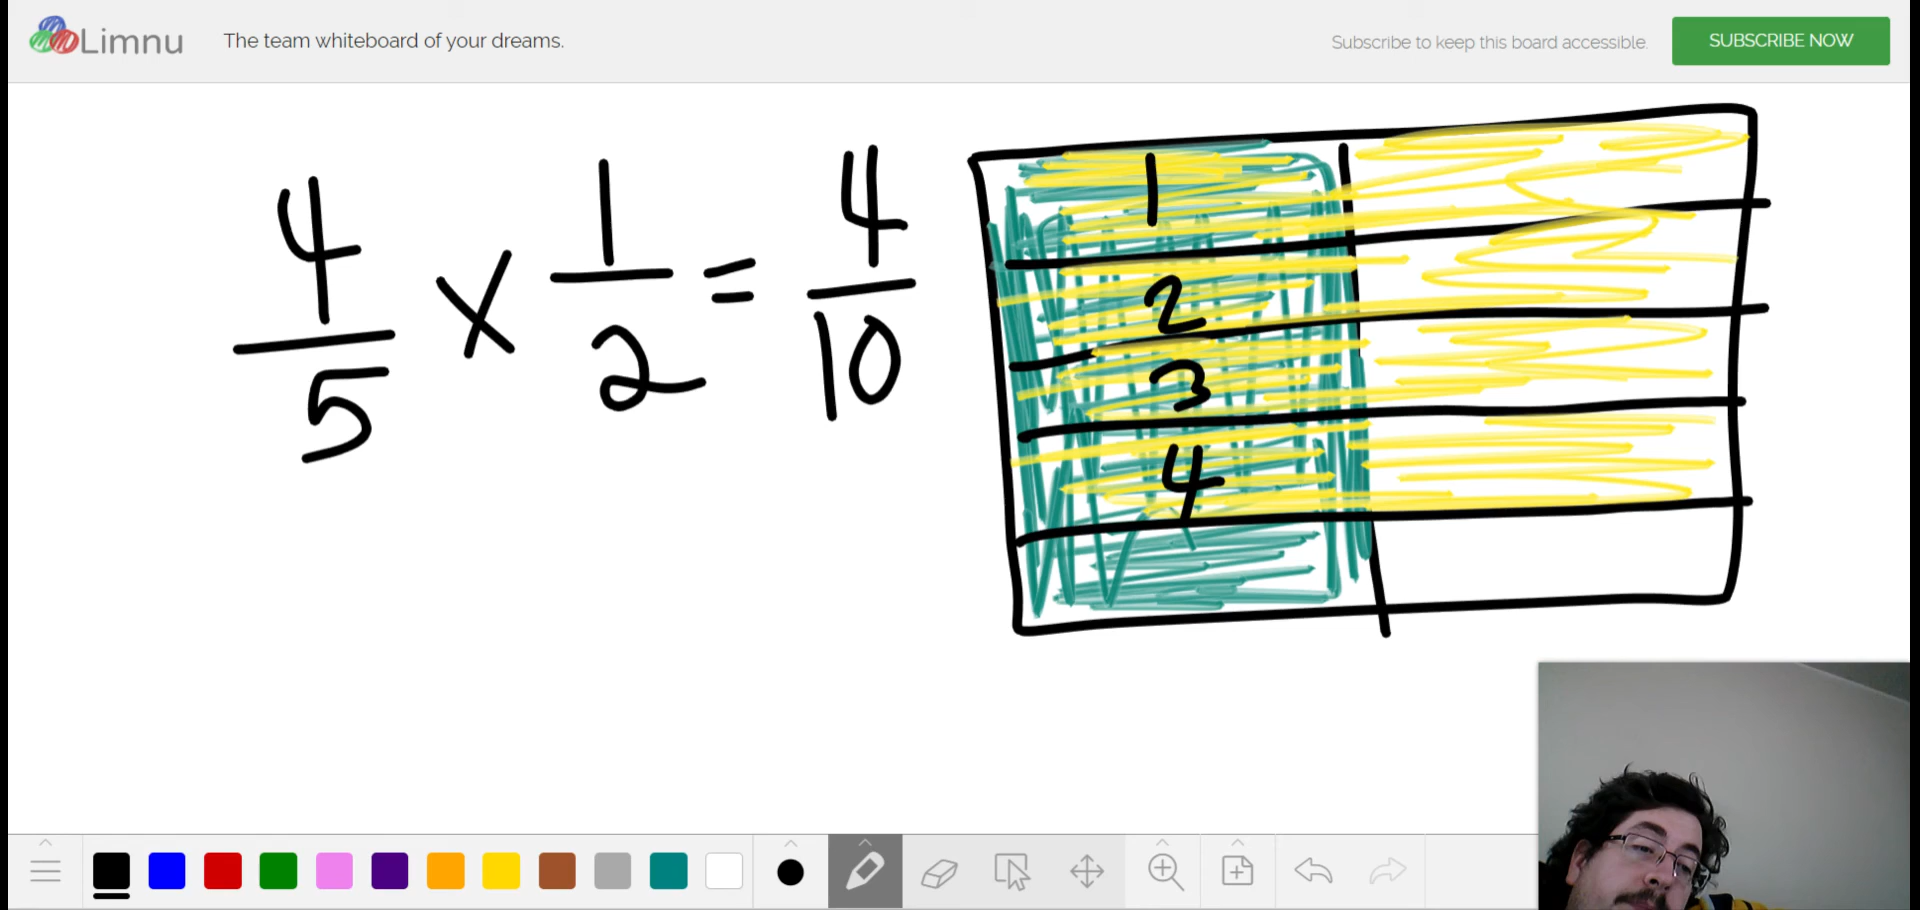 Limnu The team whiteboard of your dreams. Subscribe to keep this board accessible. SUBSCRIBE NOW
4/5 × 1/2 = 4/10
1
2
3
4